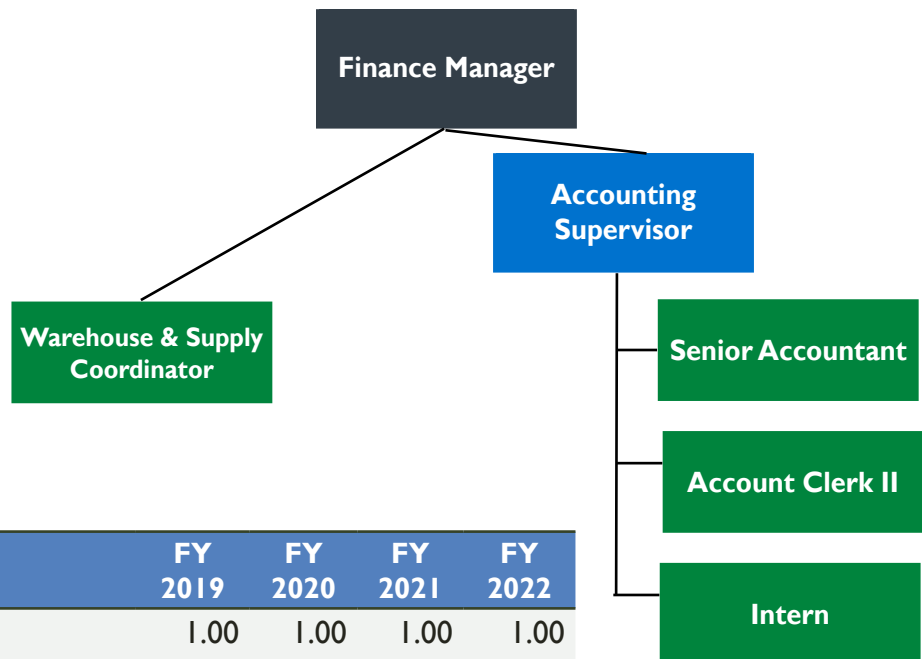 Finance Manager
Accounting
Supervisor
Warehouse & Supply
Coordinator
Senior Accountant
Account Clerk II
Intern
FY FY FY FY
2019 2020 2021 2022
1.00 1.00 1.00 1.00